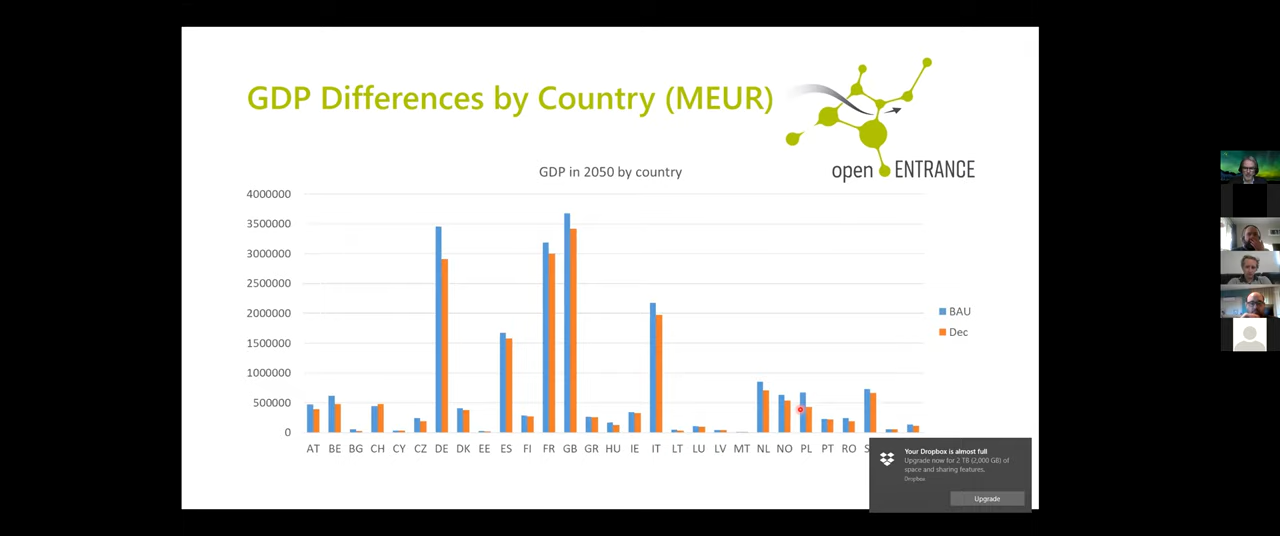 GDP Differences by Country (MEUR)
open ENTRANCE
GDP in 2050 by country
4000000
3500000
3000000
2500000
2000000
1500000
1000000
500000
0
BAU
Dec
AT BE BG CH CY CZ DE DK EE ES FI FR GB GR HU IE IT LT LU LV MT NL NO PL PT RO
Your Dropbox is almost full
Upgrade now for 2 TB (2,000 GB) of
space and sharing features.
Dropbox
Upgrade